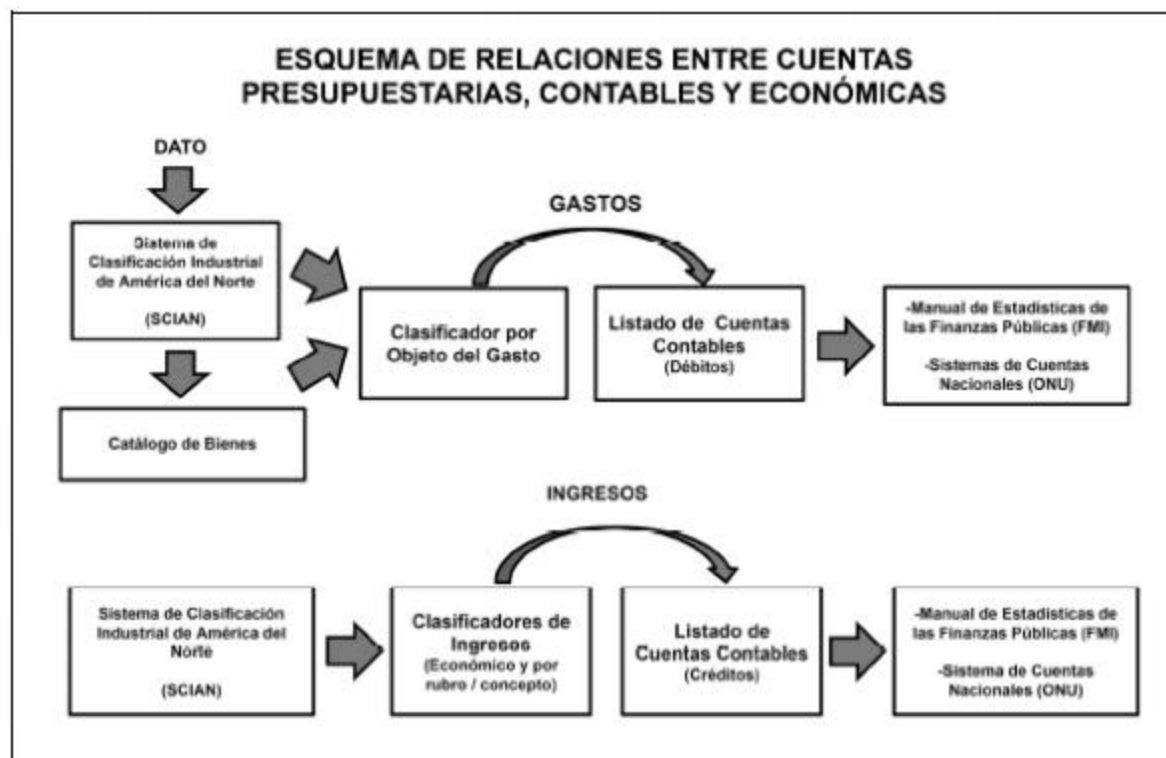 ESQUEMA DE RELACIONES ENTRE CUENTAS
PRESUPUESTARIAS, CONTABLES Y ECONÓMICAS
DATO
GASTOS
Sistema de
Clasificación Industrial
de América del Norte
(SCIAN)
Catálogo de Bienes
Clasificador por
Objeto del Gasto
Listado de Cuentas
Contables
(Débitos)
-Manual de Estadísticas de
las Finanzas Públicas (FMI)
-Sistemas de Cuentas
Nacionales (ONU)
INGRESOS
Sistema de Clasificación
Industrial de América del
Norte
(SCIAN)
Clasificadores de
Ingresos
(Económico y por
rubro / concepto)
Listado de
Cuentas Contables
(Créditos)
-Manual de Estadísticas de
las Finanzas Públicas (FMI)
-Sistema de Cuentas
Nacionales (ONU)